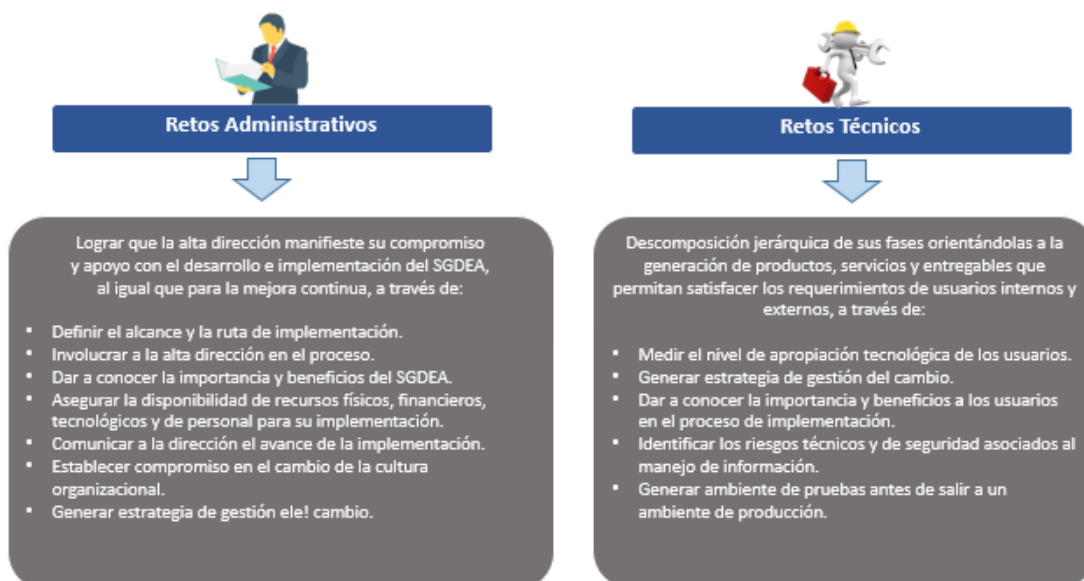 Retos Administrativos
Lograr que la alta dirección manifieste su compromiso
y apoyo con el desarrollo e implementación del SGDEA,
al igual que para la mejora continua, a través de:
▪ Definir el alcance y la ruta de implementación.
▪ Involucrar a la alta dirección en el proceso.
▪ Dar a conocer la importancia y beneficios del SGDEA.
▪ Asegurar la disponibilidad de recursos físicos, financieros,
tecnológicos y de personal para su implementación.
▪ Comunicar a la dirección el avance de la implementación.
▪ Establecer compromiso en el cambio de la cultura
organizacional.
▪ Generar estrategia de gestión ele! cambio.
Retos Técnicos
Descomposición jerárquica de sus fases orientándolas a la
generación de productos, servicios y entregables que
permitan satisfacer los requerimientos de usuarios internos y
externos, a través de:
▪ Medir el nivel de apropiación tecnológica de los usuarios.
▪ Generar estrategia de gestión del cambio.
▪ Dar a conocer la importancia y beneficios a los usuarios
en el proceso de implementación.
▪ Identificar los riesgos técnicos y de seguridad asociados al
manejo de información.
▪ Generar ambiente de pruebas antes de salir a un
ambiente de producción.